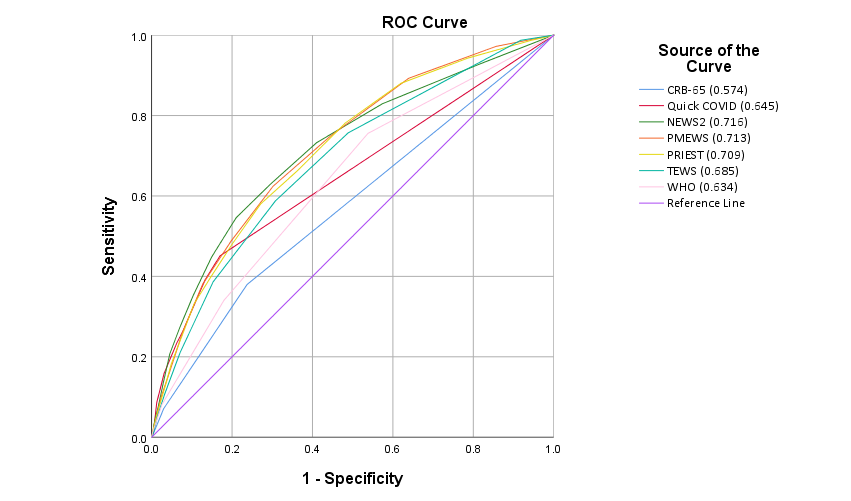 ROC Curve
1.0
0.8
0.6
0.4
0.2
0.0
Sensitivity
0.0 0.2 0.4 0.6 0.8 1.0
1 - Specificity
Source of the
Curve
CRB-65 (0.574)
Quick COVID (0.645)
NEWS2 (0.716)
PMEWS (0.713)
PRIEST (0.709)
TEWS (0.685)
WHO (0.634)
Reference Line